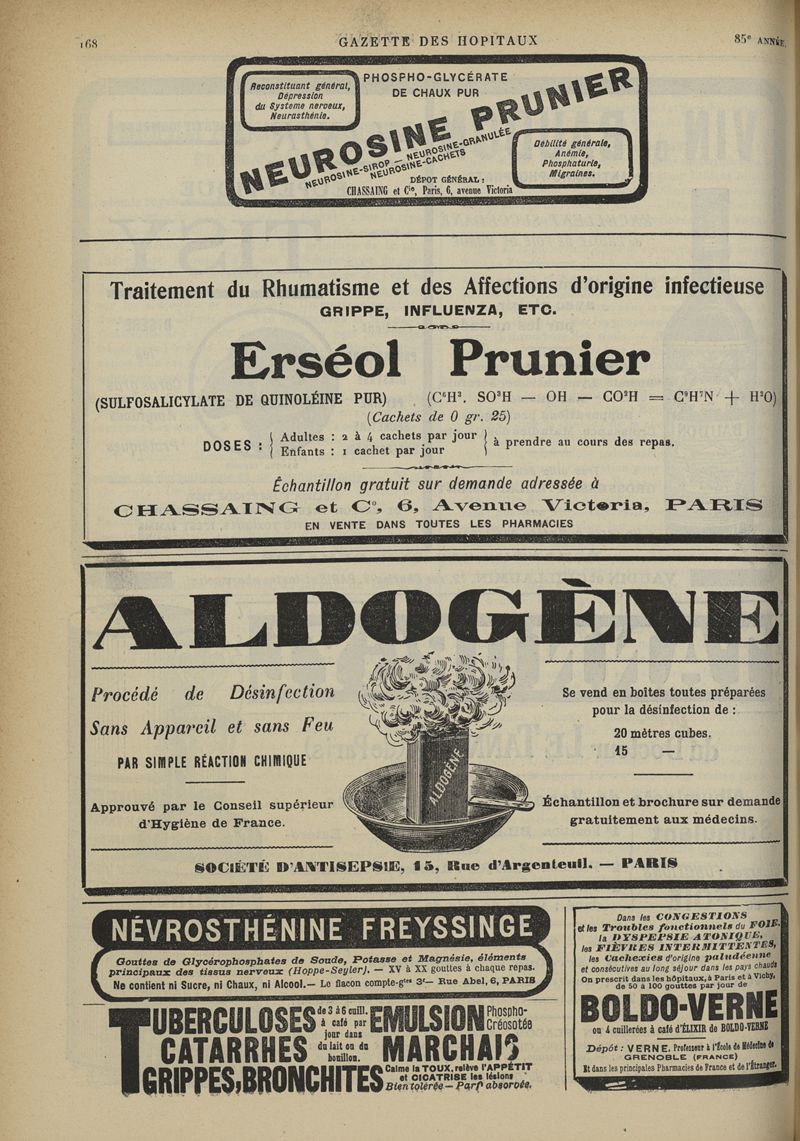 168
GAZETTE DES HOPITAUX
85e ANNÉE.
Reconstituant général,
Dépression
du Système nerveux,
Neurasthénie.
PHOSPHO-GLYCÉRATE
DE CHAUX PUR
NEUROSINE PRUNIER
NEUROSINE-SIROP — NEUROSINE-GRANULÉE
NEUROSINE-CACHETS
DÉPOT GÉNÉRAL :
CHASSAING et Cie, Paris, 6, avenue Victoria
Débilité générale,
Anémie,
Phosphaturie,
Migraines.
Traitement du Rhumatisme et des Affections d'origine infectieuse
GRIPPE, INFLUENZA, ETC.
Erséol Prunier
(SULFOSALICYLATE DE QUINOLÉINE PUR) (C⁶H³. SO³H — OH — CO²H = C⁹H⁷N + H²O)
(Cachets de 0 gr. 25)
DOSES : { Adultes : 2 à 4 cachets par jour } à prendre au cours des repas.
{ Enfants : 1 cachet par jour }
Échantillon gratuit sur demande adressée à
CHASSAING et Co, 6, Avenue Victoria, PARIS
EN VENTE DANS TOUTES LES PHARMACIES
ALDOGÈNE
Procédé de Désinfection
Sans Appareil et sans Feu
PAR SIMPLE RÉACTION CHIMIQUE
Approuvé par le Conseil supérieur
d'Hygiène de France.
ALDOGÈNE
Se vend en boîtes toutes préparées
pour la désinfection de :
20 mètres cubes.
15 —
Échantillon et brochure sur demande
gratuitement aux médecins.
SOCIÉTÉ D'ANTISEPSIE, 15, Rue d'Argenteuil. — PARIS
NÉVROSTHÉNINE FREYSSINGE
Gouttes de Glycérophosphates de Soude, Potasse et Magnésie, éléments
principaux des tissus nerveux (Hoppe-Seyler). — XV à XX gouttes à chaque repas.
Ne contient ni Sucre, ni Chaux, ni Alcool. — Le flacon compte-gtes 3f — Rue Abel, 6, PARIS
TUBERCULOSES de 3 à 6 cuill. à café par jour dans du lait ou du bouillon. EMULSION Phospho-Créosotée
CATARRHES MARCHAIS
GRIPPES, BRONCHITES Calme la TOUX, relève l'APPÉTIT
et CICATRISE les lésions
Bien tolérée — Parft absorbée.
Dans les CONGESTIONS
et les Troubles fonctionnels du FOIE,
la DYSPEPSIE ATONIQUE,
les FIÈVRES INTERMITTENTES,
les Cachexies d'origine paludéenne
et consécutives au long séjour dans les pays chauds
On prescrit dans les hôpitaux, à Paris et à Vichy,
de 50 à 100 gouttes par jour de
BOLDO-VERNE
ou 4 cuillerées à café d'ÉLIXIR de BOLDO-VERNE
Dépôt : VERNE, Professeur à l'École de Médecine de
GRENOBLE (FRANCE)
Et dans les principales Pharmacies de France et de l'Étranger.